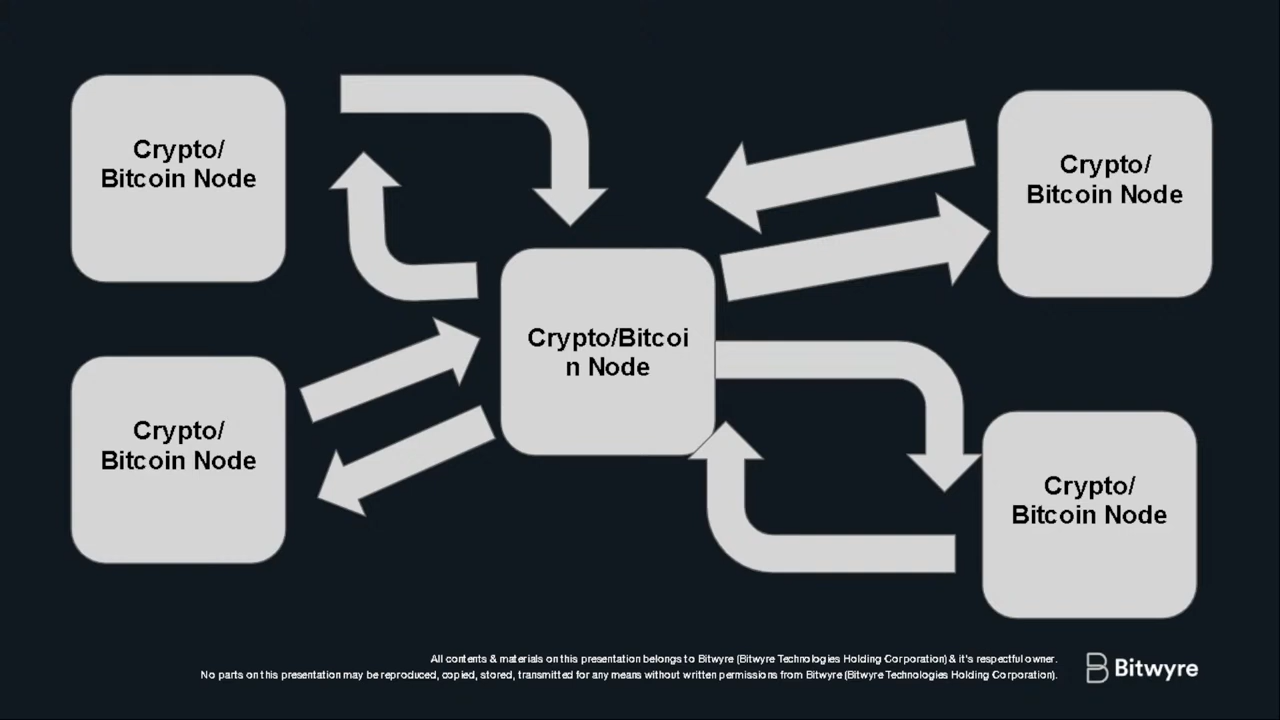 Crypto/
Bitcoin Node
Crypto/
Bitcoin Node
Crypto/Bitcoi
n Node
Crypto/
Bitcoin Node
Crypto/
Bitcoin Node
All contents & materials on this presentation belongs to Bitwyre (Bitwyre Technologies Holding Corporation) & it's respectful owner.
No parts on this presentation may be reproduced, copied, stored, transmitted for any means without written permissions from Bitwyre (Bitwyre Technologies Holding Corporation).
Bitwyre